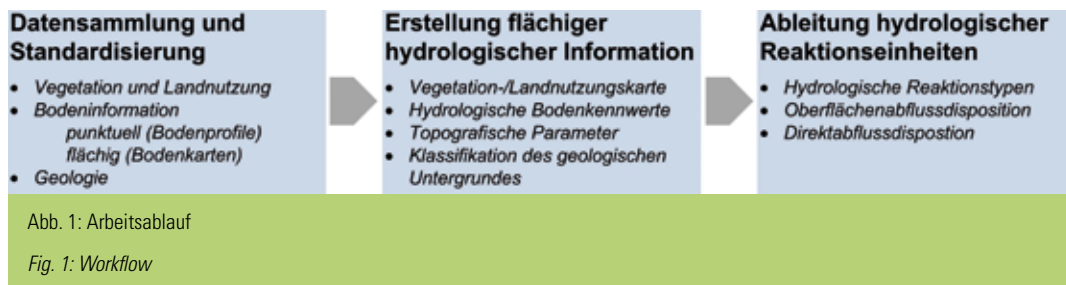 Datensammlung und
Standardisierung
• Vegetation und Landnutzung
• Bodeninformation
punktuell (Bodenprofile)
flächig (Bodenkarten)
• Geologie
Erstellung flächiger
hydrologischer Information
• Vegetation-/Landnutzungskarte
• Hydrologische Bodenkennwerte
• Topografische Parameter
• Klassifikation des geologischen
Untergrundes
Ableitung hydrologischer
Reaktionseinheiten
• Hydrologische Reaktionstypen
• Oberflächenabflussdisposition
• Direktabflussdispostion
Abb. 1: Arbeitsablauf
Fig. 1: Workflow